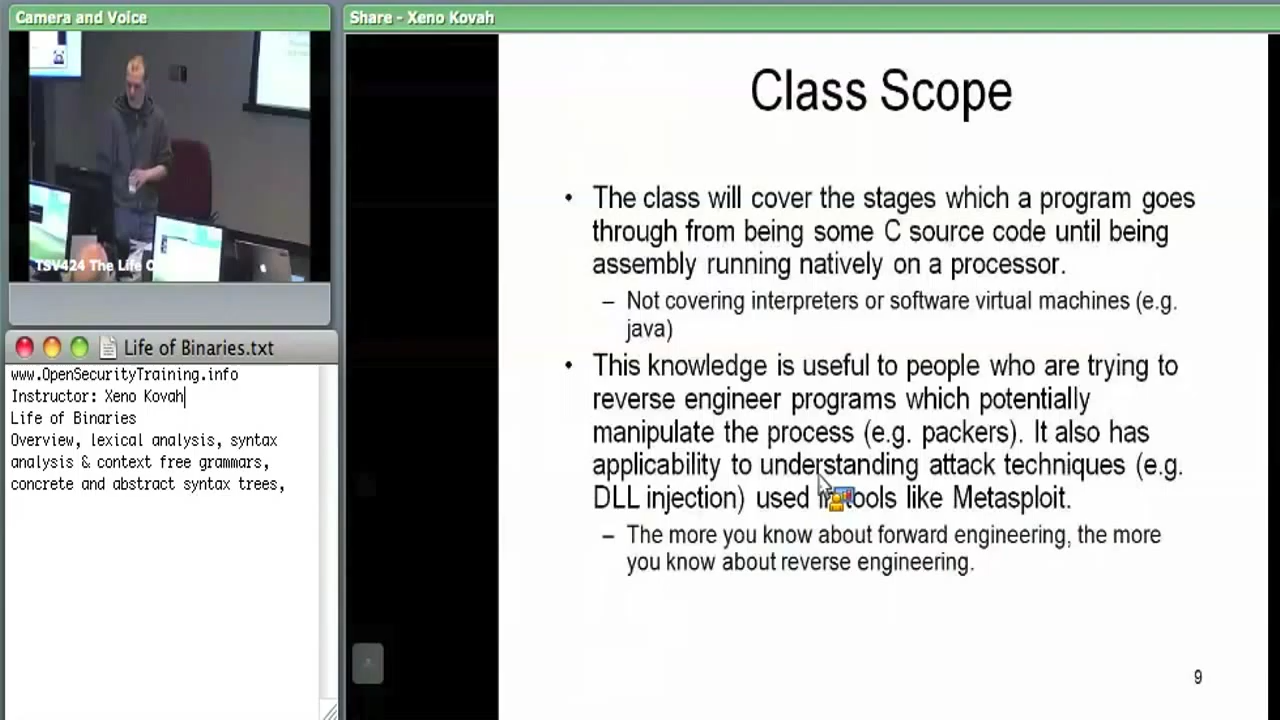 Camera and Voice
TSV424 The Life O
Life of Binaries.txt
www.OpenSecurityTraining.info
Instructor: Xeno Kovah
Life of Binaries
Overview, lexical analysis, syntax
analysis & context free grammars,
concrete and abstract syntax trees,
Share - Xeno Kovah
Class Scope
• The class will cover the stages which a program goes
through from being some C source code until being
assembly running natively on a processor.
– Not covering interpreters or software virtual machines (e.g.
java)
• This knowledge is useful to people who are trying to
reverse engineer programs which potentially
manipulate the process (e.g. packers). It also has
applicability to understanding attack techniques (e.g.
DLL injection) used in tools like Metasploit.
– The more you know about forward engineering, the more
you know about reverse engineering.
9